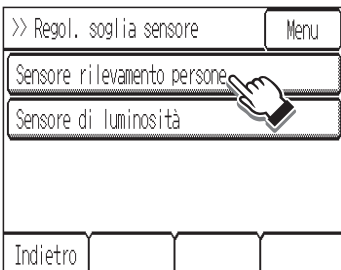 >> Regol. soglia sensore
Menu
Sensore rilevamento persone
Sensore di luminosità
Indietro